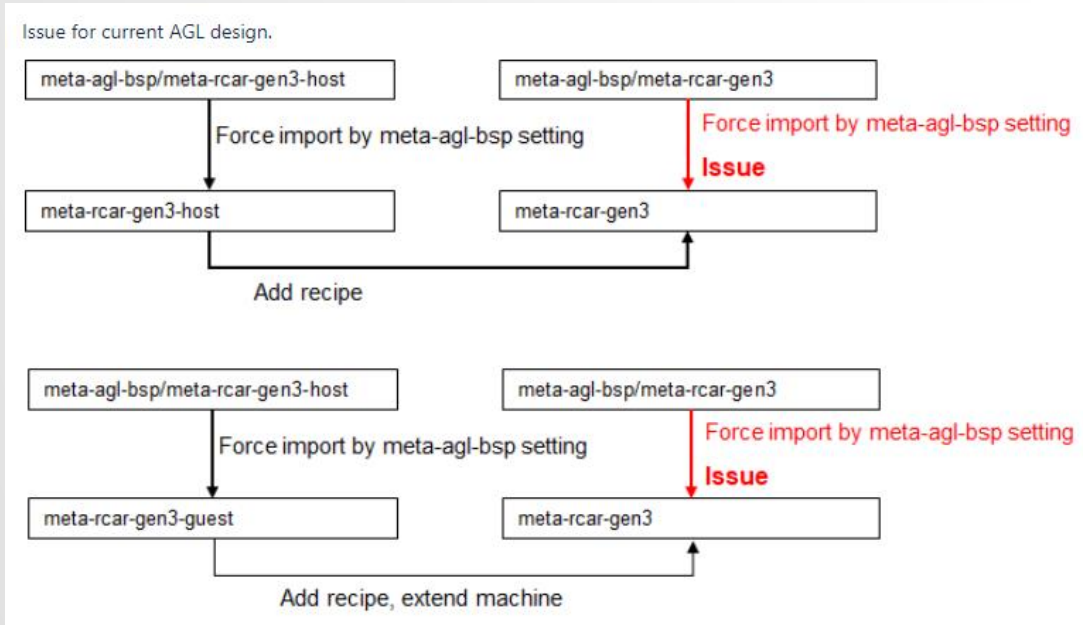 Issue for current AGL design.
meta-agl-bsp/meta-rcar-gen3-host
meta-agl-bsp/meta-rcar-gen3
Force import by meta-agl-bsp setting
Force import by meta-agl-bsp setting
Issue
meta-rcar-gen3-host
meta-rcar-gen3
Add recipe
meta-agl-bsp/meta-rcar-gen3-host
meta-agl-bsp/meta-rcar-gen3
Force import by meta-agl-bsp setting
Force import by meta-agl-bsp setting
Issue
meta-rcar-gen3-guest
meta-rcar-gen3
Add recipe, extend machine